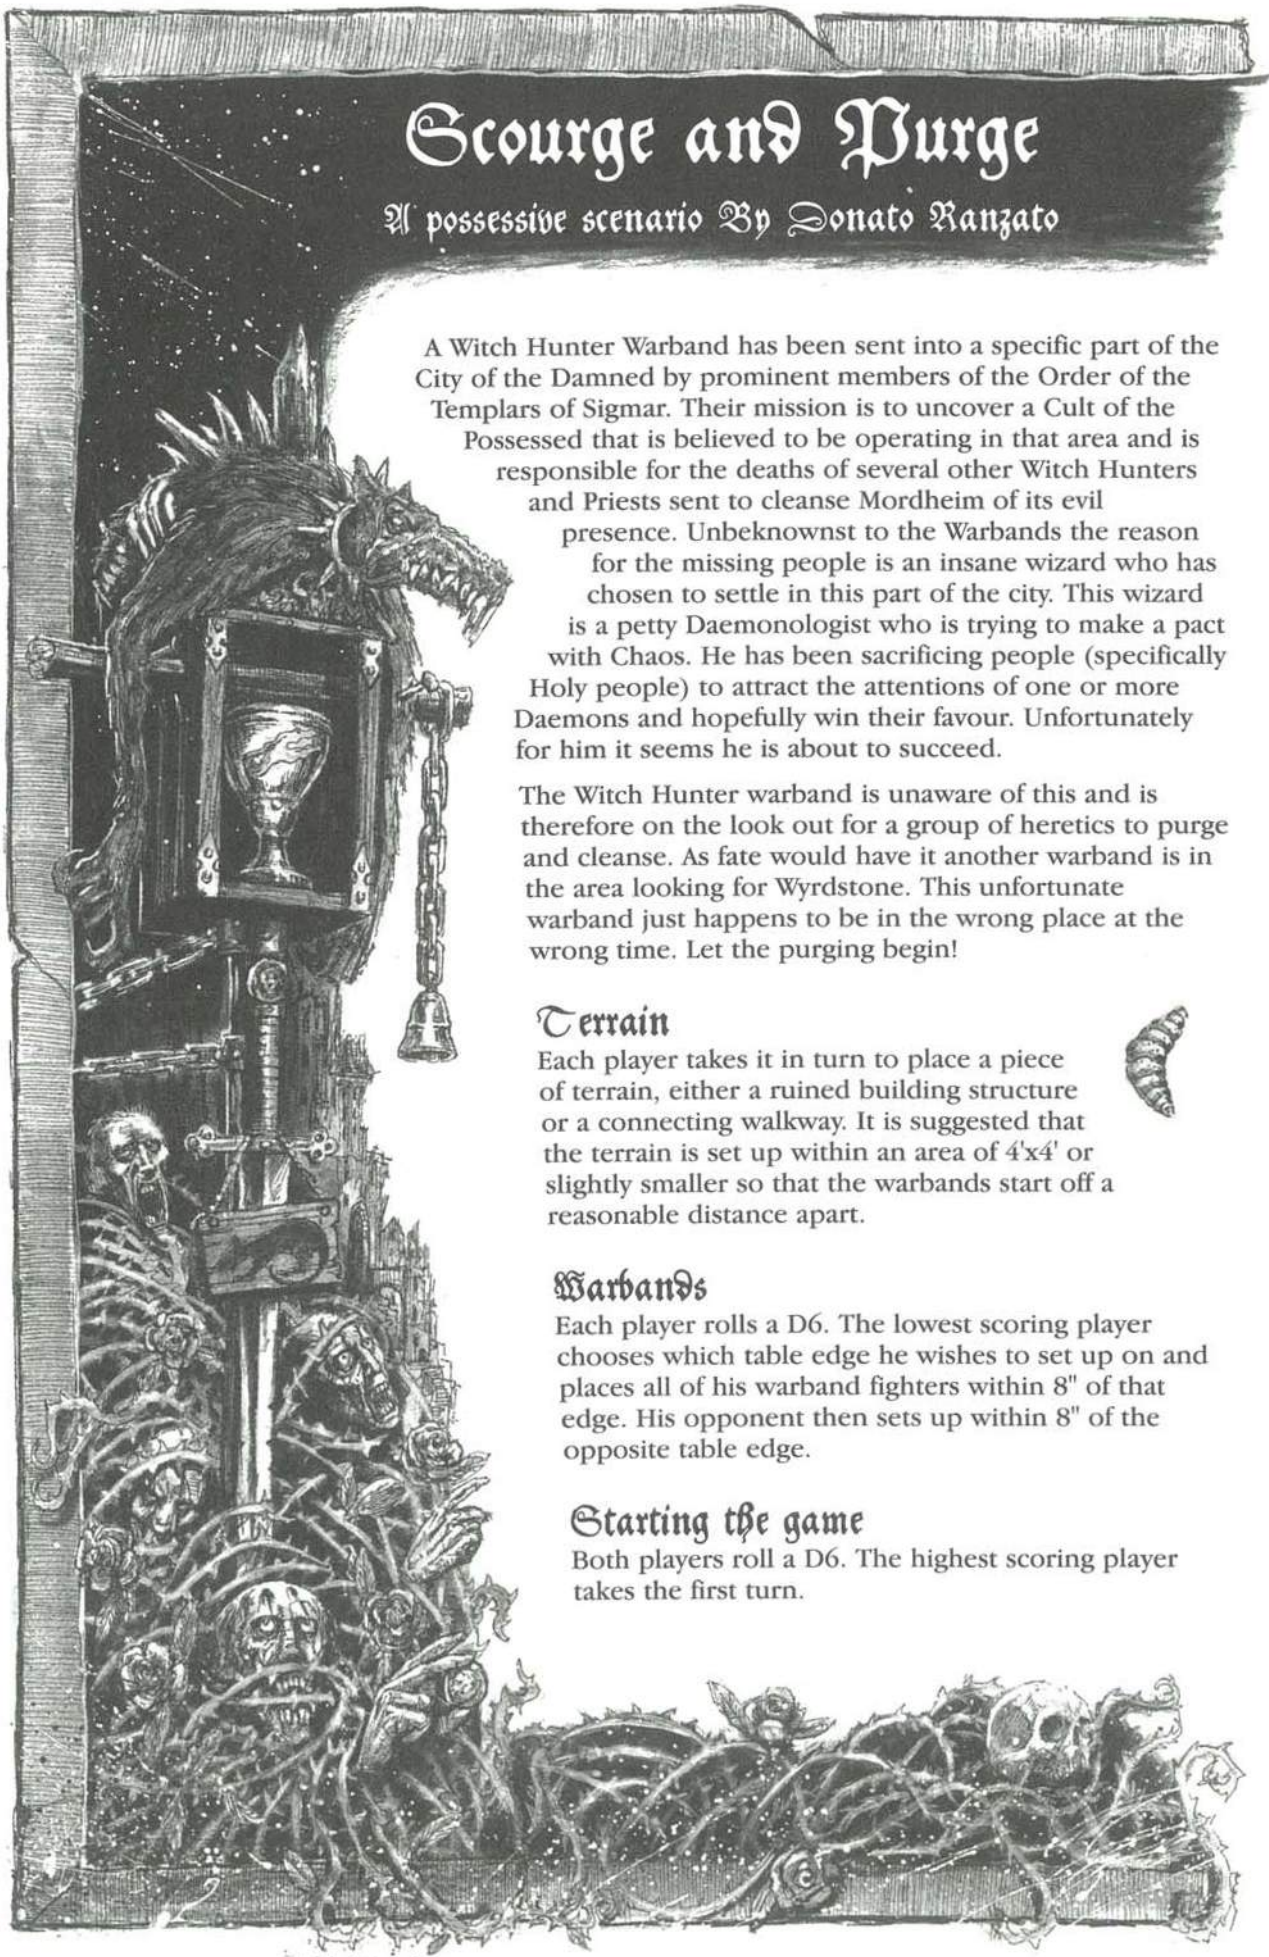 Scourge and Purge
A possessive scenario By Donato Ranzato
A Witch Hunter Warband has been sent into a specific part of the
City of the Damned by prominent members of the Order of the
Templars of Sigmar. Their mission is to uncover a Cult of the
Possessed that is believed to be operating in that area and is
responsible for the deaths of several other Witch Hunters
and Priests sent to cleanse Mordheim of its evil
presence. Unbeknownst to the Warbands the reason
for the missing people is an insane wizard who has
chosen to settle in this part of the city. This wizard
is a petty Daemonologist who is trying to make a pact
with Chaos. He has been sacrificing people (specifically
Holy people) to attract the attentions of one or more
Daemons and hopefully win their favour. Unfortunately
for him it seems he is about to succeed.
The Witch Hunter warband is unaware of this and is
therefore on the look out for a group of heretics to purge
and cleanse. As fate would have it another warband is in
the area looking for Wyrdstone. This unfortunate
warband just happens to be in the wrong place at the
wrong time. Let the purging begin!
Terrain
Each player takes it in turn to place a piece
of terrain, either a ruined building structure
or a connecting walkway. It is suggested that
the terrain is set up within an area of 4'x4' or
slightly smaller so that the warbands start off a
reasonable distance apart.
Warbands
Each player rolls a D6. The lowest scoring player
chooses which table edge he wishes to set up on and
places all of his warband fighters within 8" of that
edge. His opponent then sets up within 8" of the
opposite table edge.
Starting the game
Both players roll a D6. The highest scoring player
takes the first turn.